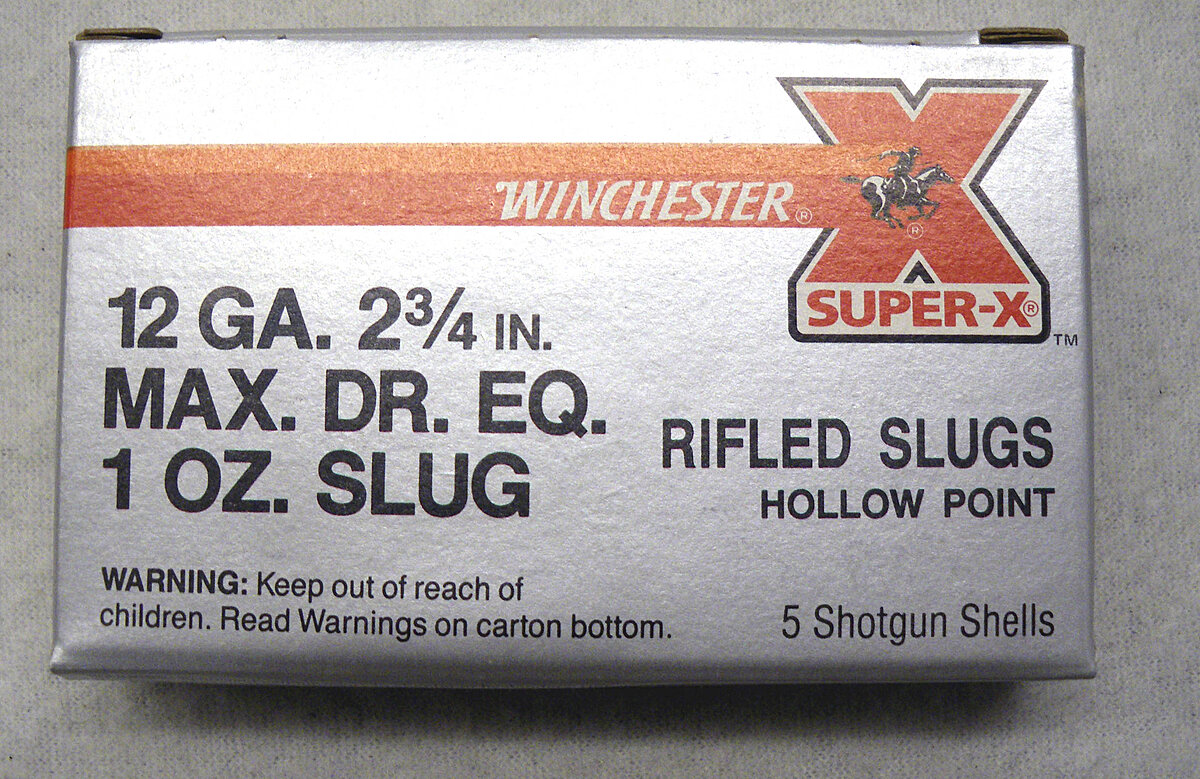 WINCHESTER®
®
SUPER-X®
TM
12 GA. 2¾ IN.
MAX. DR. EQ.
1 OZ. SLUG
RIFLED SLUGS
HOLLOW POINT
WARNING: Keep out of reach of
children. Read Warnings on carton bottom.
5 Shotgun Shells